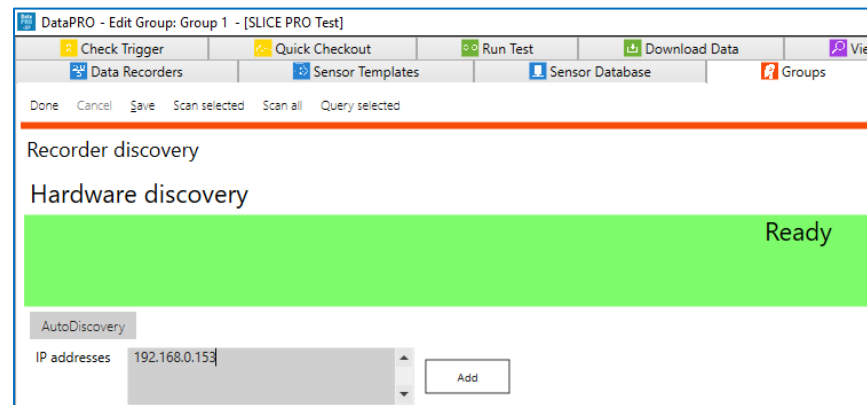 DataPRO - Edit Group: Group 1 - [SLICE PRO Test]
Check Trigger Quick Checkout Run Test Download Data Vie
Data Recorders Sensor Templates Sensor Database Groups
Done Cancel Save Scan selected Scan all Query selected
Recorder discovery
Hardware discovery
Ready
AutoDiscovery
IP addresses 192.168.0.153 Add